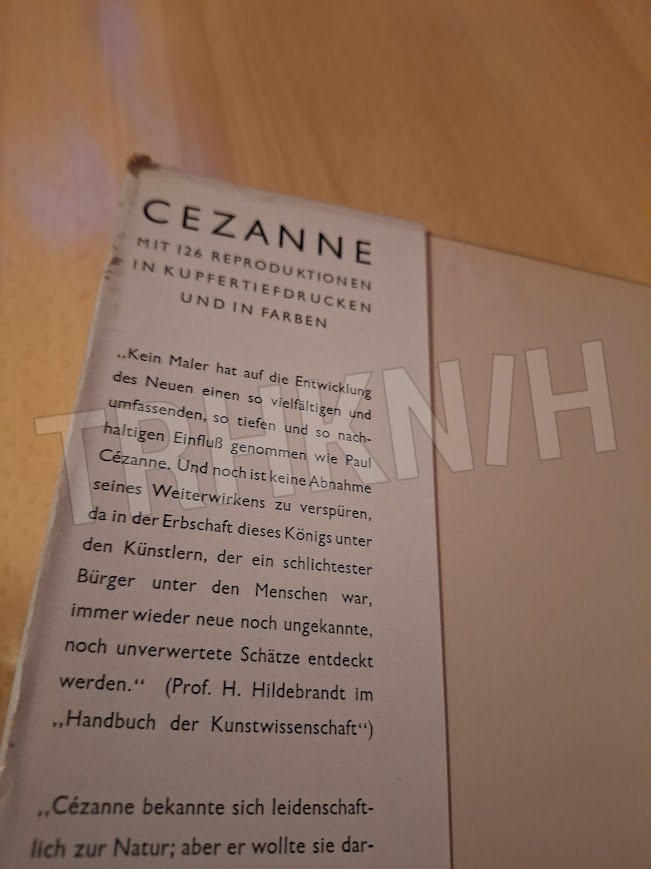 CEZANNE
MIT 126 REPRODUKTIONEN
IN KUPFERTIEFDRUCKEN
UND IN FARBEN
„Kein Maler hat auf die Entwicklung
des Neuen einen so vielfältigen und
umfassenden, so tiefen und so nach-
haltigen Einfluß genommen wie Paul
Cézanne. Und noch ist keine Abnahme
seines Weiterwirkens zu verspüren,
da in der Erbschaft dieses Königs unter
den Künstlern, der ein schlichtester
Bürger unter den Menschen war,
immer wieder neue noch ungekannte,
noch unverwertete Schätze entdeckt
werden.“ (Prof. H. Hildebrandt im
„Handbuch der Kunstwissenschaft“)
„Cézanne bekannte sich leidenschaft-
lich zur Natur; aber er wollte sie dar-
TRHKN/H